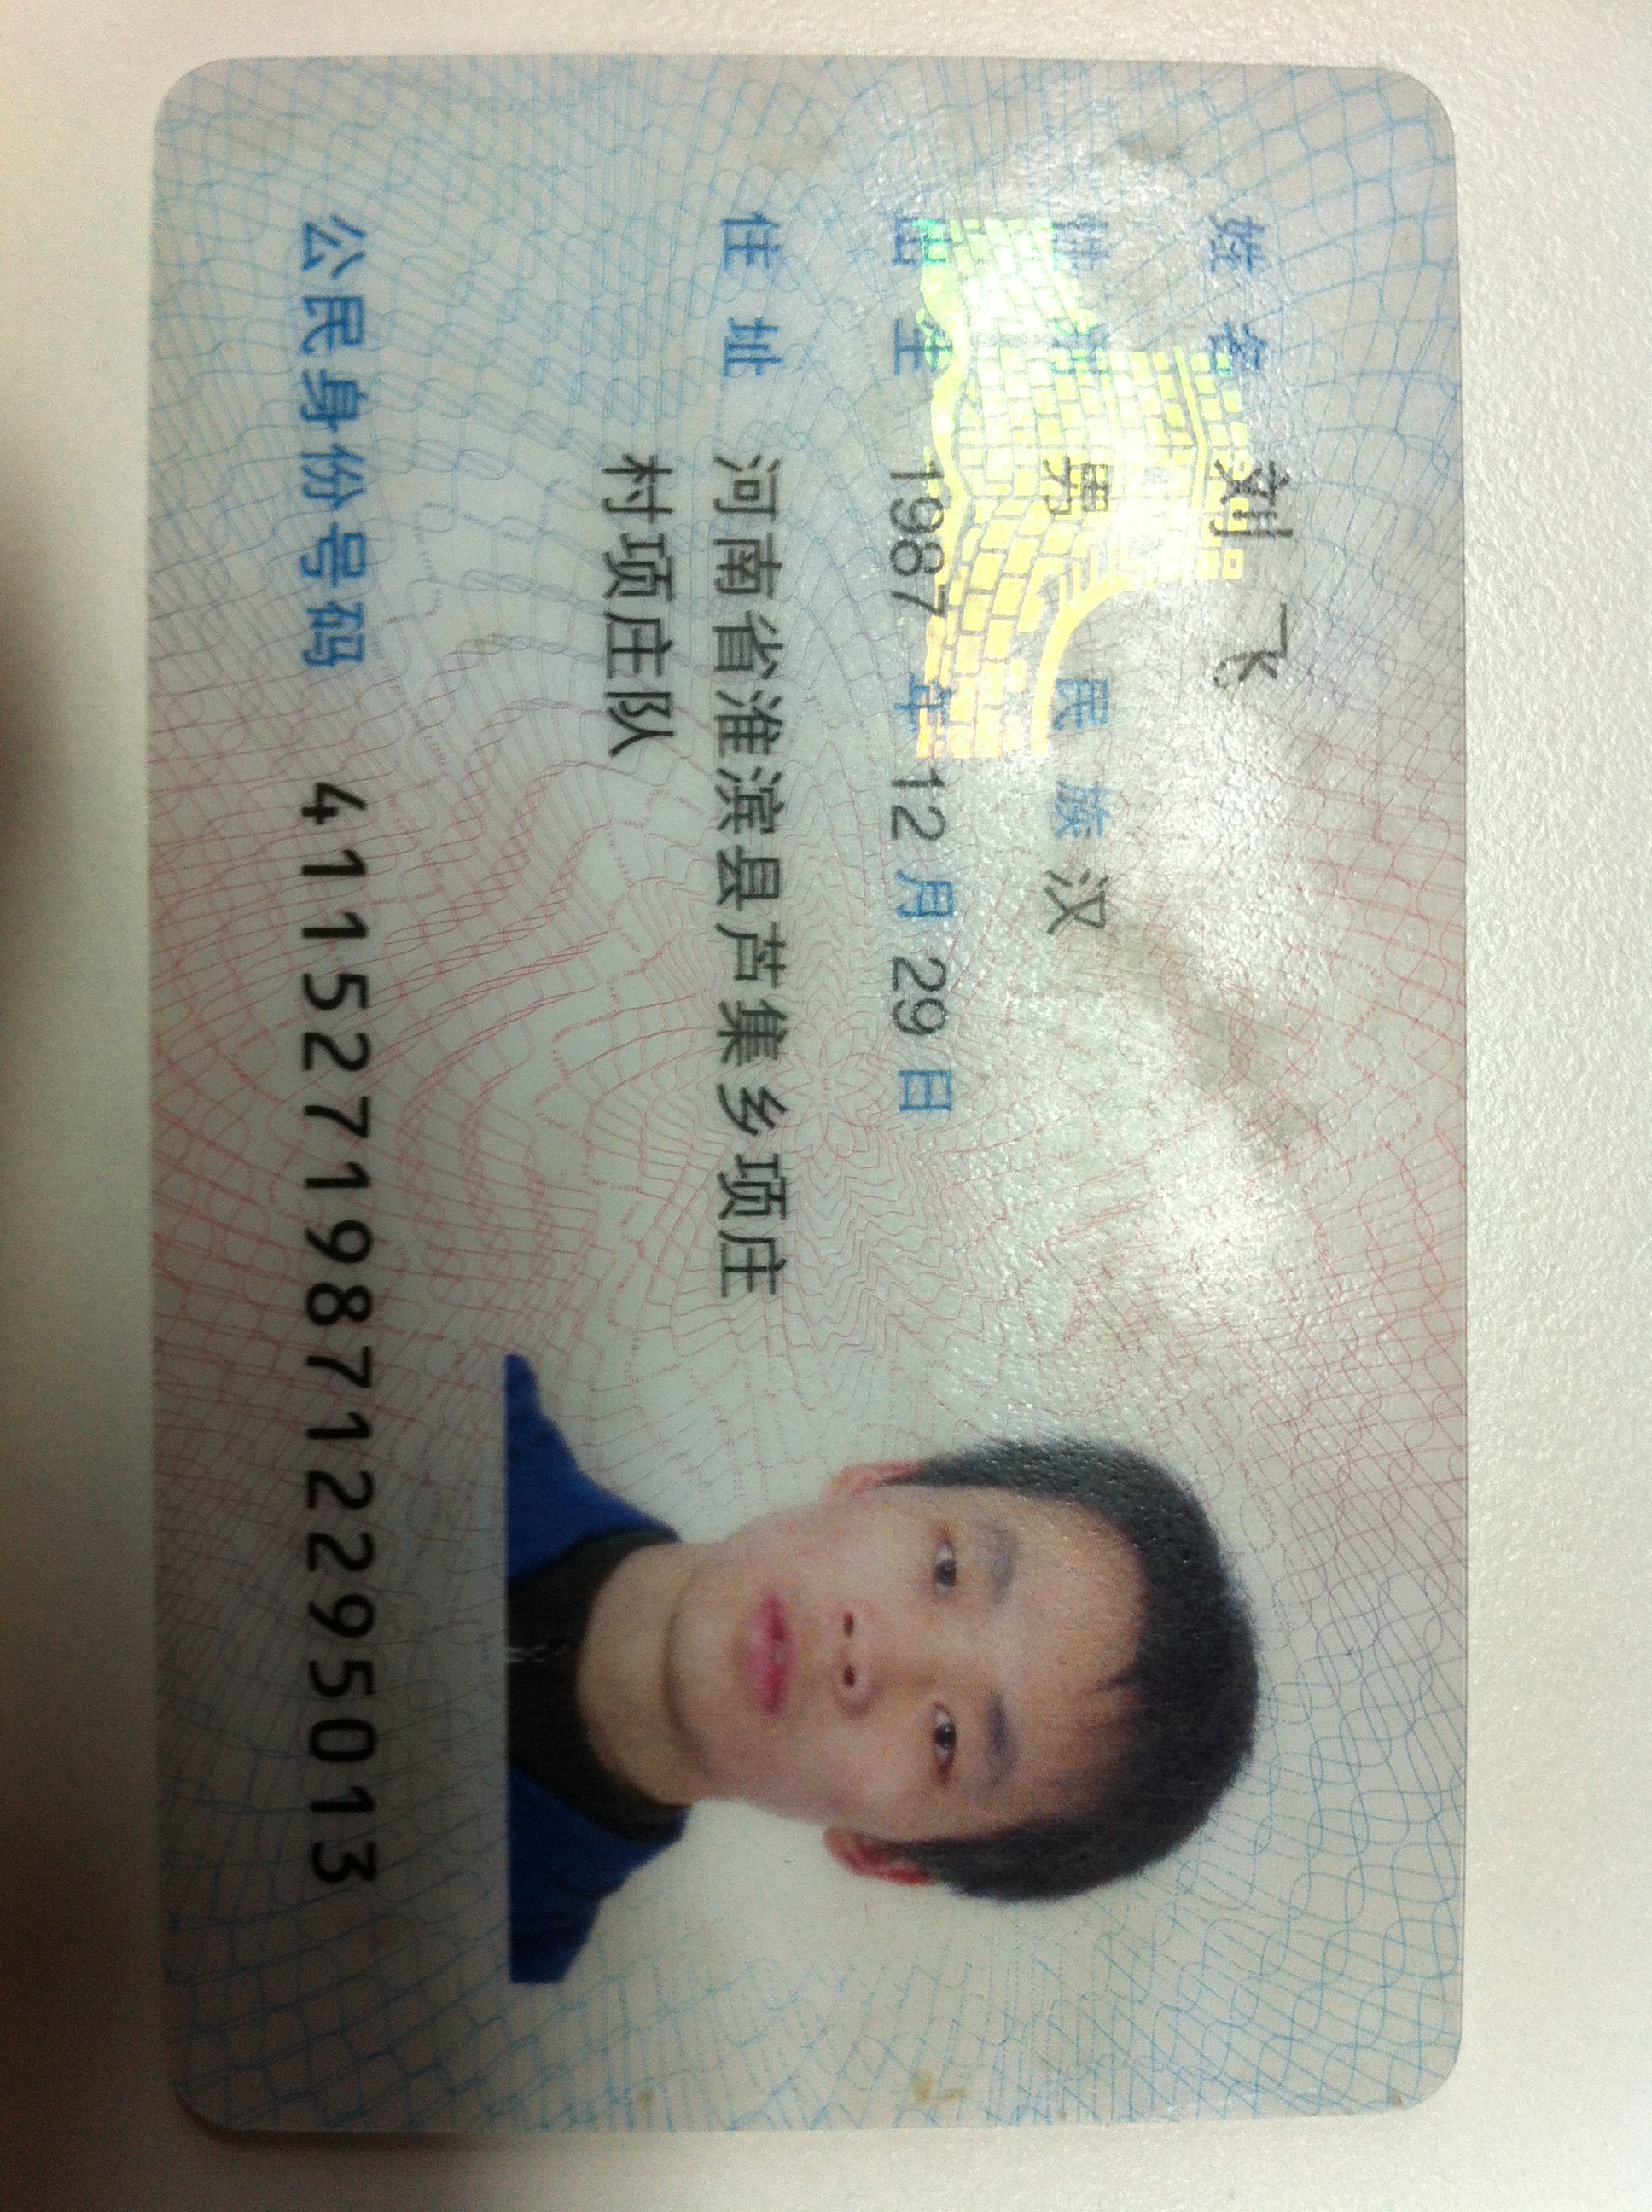 姓名 刘飞
性别 男 民族 汉
出生 1987 年 12 月 29 日
住址 河南省淮滨县芦集乡项庄
村项庄队
公民身份号码 411527198712295013